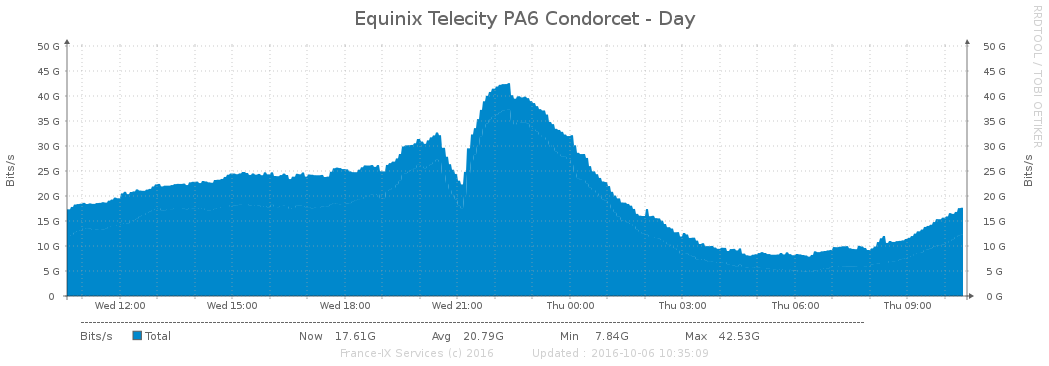 Equinix Telecity PA6 Condorcet - Day
RRDTOOL / TOBI OETIKER
50 G 50 G
45 G 45 G
40 G 40 G
35 G 35 G
30 G 30 G
25 G 25 G
20 G 20 G
15 G 15 G
10 G 10 G
5 G 5 G
0 0 G
Bits/s
Bits/s
Wed 12:00 Wed 15:00 Wed 18:00 Wed 21:00 Thu 00:00 Thu 03:00 Thu 06:00 Thu 09:00
Bits/s Total Now 17.61G Avg 20.79G Min 7.84G Max 42.53G
France-IX Services (c) 2016 Updated : 2016-10-06 10:35:09